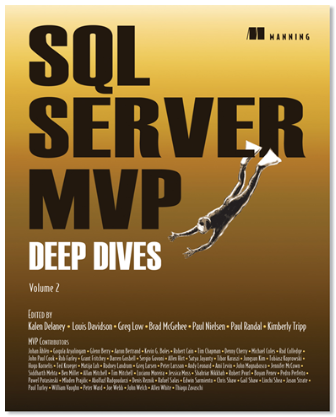 MANNING
SQL
SERVER
MVP
DEEP DIVES
Volume 2
EDITED BY
Kalen Delaney • Louis Davidson • Greg Low • Brad McGehee • Paul Nielsen • Paul Randal • Kimberly Tripp
MVP CONTRIBUTORS
Johan Åhlén • Gogula Aryalingam • Glenn Berry • Aaron Bertrand • Kevin G. Boles • Robert Cain • Tim Chapman • Denny Cherry • Michael Coles • Rod Colledge •
John Paul Cook • Rob Farley • Grant Fritchey • Darren Gosbell • Sergio Govoni • Allen Hirt • Satya Jayanty • Tibor Karaszi • Jungsun Kim • Tobiasz Koprowski •
Hugo Kornelis • Ted Krueger • Matija Lah • Rodney Landrum • Greg Larsen • Peter Larsson • Andy Leonard • Ami Levin • John Magnabosco • Jennifer McCown •
Siddharth Mehta • Ben Miller • Allan Mitchell • Tim Mitchell • Luciano Moreira • Jessica Moss • Shahriar Nikkhah • Robert Pearl • Boyan Penev • Pedro Perfeito •
Pawel Potasinski • Mladen Prajdić • Abolfazl Radgoudarzi • Denis Reznik • Rafael Salas • Edwin Sarmiento • Chris Shaw • Gail Shaw • Linchi Shea • Jason Strate •
Paul Turley • William Vaughn • Peter Ward • Joe Webb • John Welch • Allen White • Thiago Zavaschi